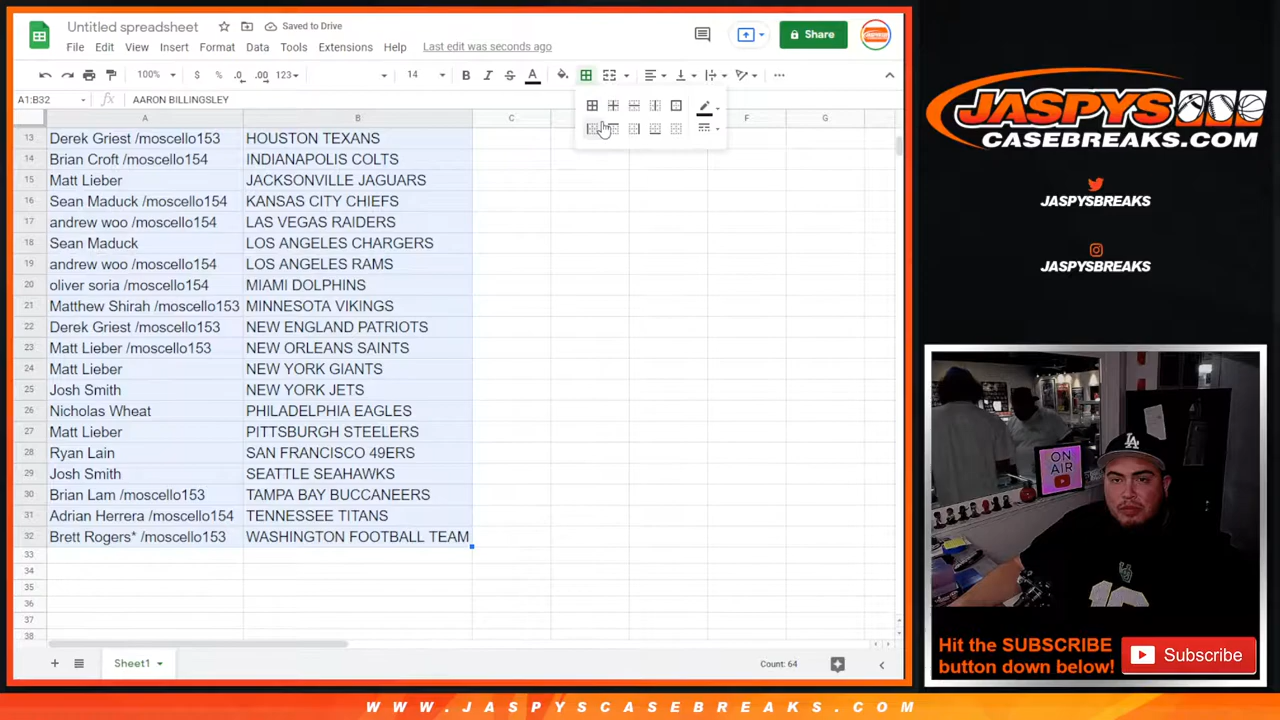 Untitled spreadsheet
Saved to Drive
File Edit View Insert Format Data Tools Extensions Help
Last edit was seconds ago
Share
100% $ % .0 .00 123 14 B I S A
A1:B32 fx AARON BILLINGSLEY
A B C F G
13 Derek Griest /moscello153 HOUSTON TEXANS
14 Brian Croft /moscello154 INDIANAPOLIS COLTS
15 Matt Lieber JACKSONVILLE JAGUARS
16 Sean Maduck /moscello154 KANSAS CITY CHIEFS
17 andrew woo /moscello154 LAS VEGAS RAIDERS
18 Sean Maduck LOS ANGELES CHARGERS
19 andrew woo /moscello154 LOS ANGELES RAMS
20 oliver soria /moscello154 MIAMI DOLPHINS
21 Matthew Shirah /moscello153 MINNESOTA VIKINGS
22 Derek Griest /moscello153 NEW ENGLAND PATRIOTS
23 Matt Lieber /moscello153 NEW ORLEANS SAINTS
24 Matt Lieber NEW YORK GIANTS
25 Josh Smith NEW YORK JETS
26 Nicholas Wheat PHILADELPHIA EAGLES
27 Matt Lieber PITTSBURGH STEELERS
28 Ryan Lain SAN FRANCISCO 49ERS
29 Josh Smith SEATTLE SEAHAWKS
30 Brian Lam /moscello153 TAMPA BAY BUCCANEERS
31 Adrian Herrera /moscello154 TENNESSEE TITANS
32 Brett Rogers* /moscello153 WASHINGTON FOOTBALL TEAM
33
34
35
36
37
38
Sheet1
Count: 64
JASPYS
CASEBREAKS.COM
JASPYSBREAKS
JASPYSBREAKS
ON
AIR
LA
Hit the SUBSCRIBE
button down below!
Subscribe
WWW.JASPYSCASEBREAKS.COM